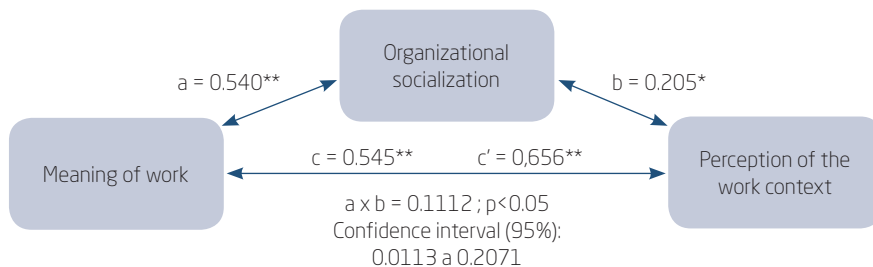 Organizational
socialization
a = 0.540**
b = 0.205*
Meaning of work
c = 0.545**
c’ = 0,656**
Perception of the
work context
a x b = 0.1112 ; p<0.05
Confidence interval (95%):
0.0113 a 0.2071